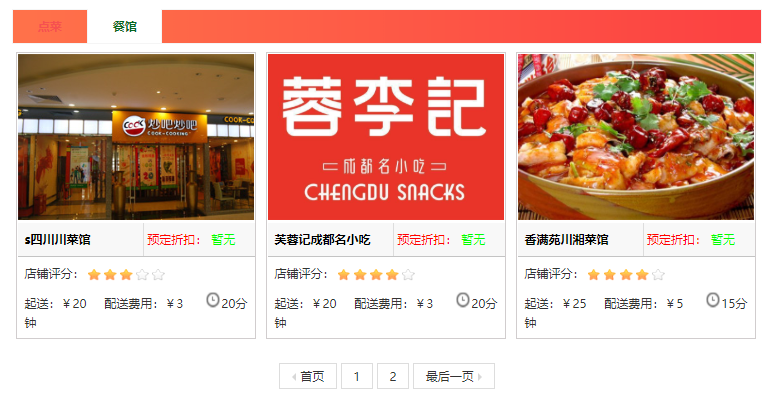 点菜
餐馆
炒吧炒吧
COOK·COOKING
COOK·CO
蓉李記
成都名小吃
CHENGDU SNACKS
s四川川菜馆
预定折扣： 暂无
芙蓉记成都名小吃
预定折扣： 暂无
香满苑川湘菜馆
预定折扣： 暂无
店铺评分：
店铺评分：
店铺评分：
起送：￥20 配送费用：￥3 20分
钟
起送：￥20 配送费用：￥3 20分
钟
起送：￥25 配送费用：￥5 15分
钟
首页 1 2 最后一页